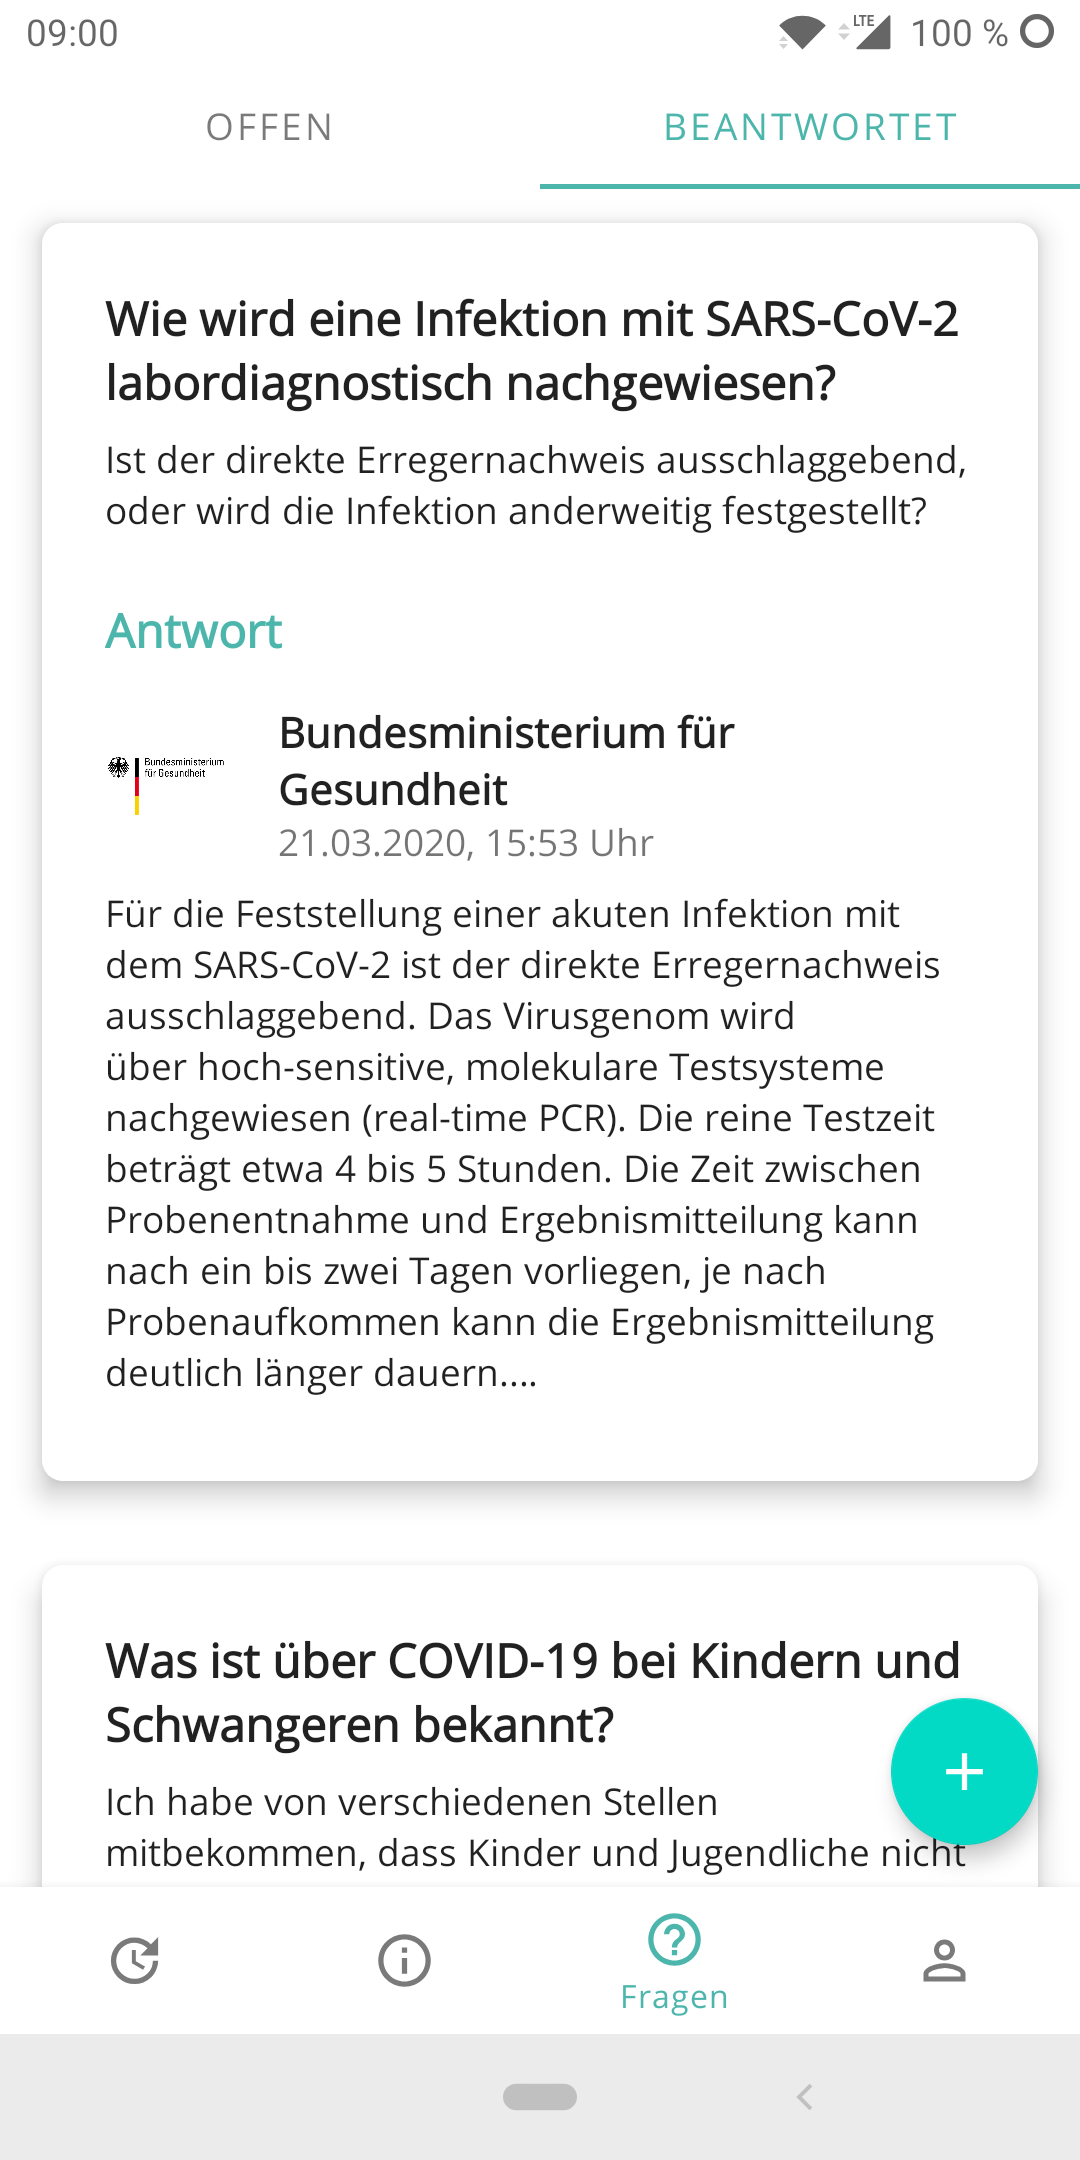 09:00
LTE
100 %
OFFEN
BEANTWORTET
Wie wird eine Infektion mit SARS-CoV-2
labordiagnostisch nachgewiesen?
Ist der direkte Erregernachweis ausschlaggebend,
oder wird die Infektion anderweitig festgestellt?
Antwort
Bundesministerium
für Gesundheit
Bundesministerium für
Gesundheit
21.03.2020, 15:53 Uhr
Für die Feststellung einer akuten Infektion mit
dem SARS-CoV-2 ist der direkte Erregernachweis
ausschlaggebend. Das Virusgenom wird
über hoch-sensitive, molekulare Testsysteme
nachgewiesen (real-time PCR). Die reine Testzeit
beträgt etwa 4 bis 5 Stunden. Die Zeit zwischen
Probenentnahme und Ergebnismitteilung kann
nach ein bis zwei Tagen vorliegen, je nach
Probenaufkommen kann die Ergebnismitteilung
deutlich länger dauern....
Was ist über COVID-19 bei Kindern und
Schwangeren bekannt?
Ich habe von verschiedenen Stellen
mitbekommen, dass Kinder und Jugendliche nicht
Fragen